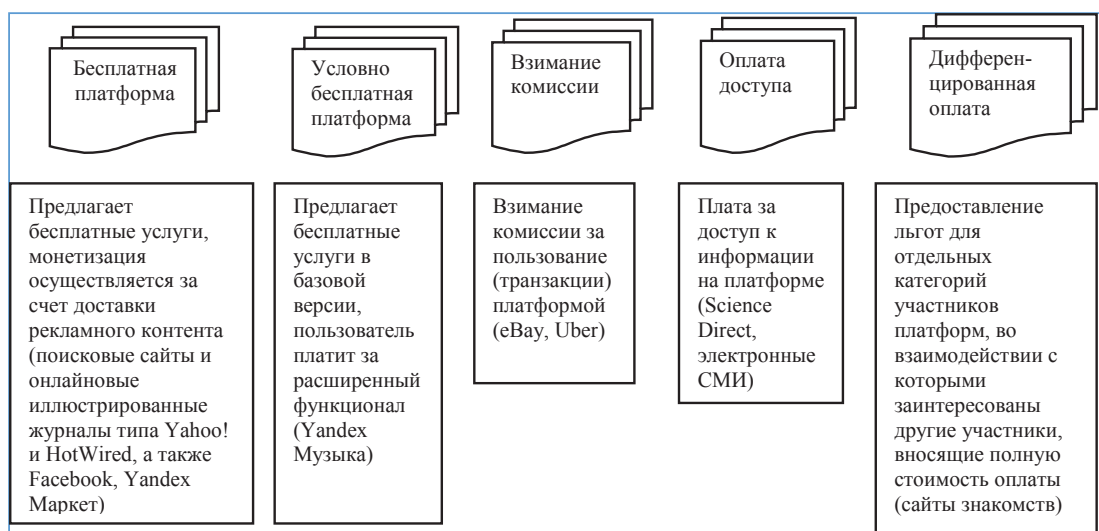 Бесплатная
платформа
Условно
бесплатная
платформа
Взимание
комиссии
Оплата
доступа
Дифферен-
цированная
оплата
Предлагает
бесплатные услуги,
монетизация
осуществляется за
счет доставки
рекламного контента
(поисковые сайты и
онлайновые
иллюстрированные
журналы типа Yahoo!
и HotWired, а также
Facebook, Yandex
Маркет)
Предлагает
бесплатные
услуги в
базовой
версии,
пользователь
платит за
расширенный
функционал
(Yandex
Музыка)
Взимание
комиссии за
пользование
(транзакции)
платформой
(eBay, Uber)
Плата за
доступ к
информации
на платформе
(Science
Direct,
электронные
СМИ)
Предоставление
льгот для
отдельных
категорий
участников
платформ, во
взаимодействии с
которыми
заинтересованы
другие участники,
вносящие полную
стоимость оплаты
(сайты знакомств)